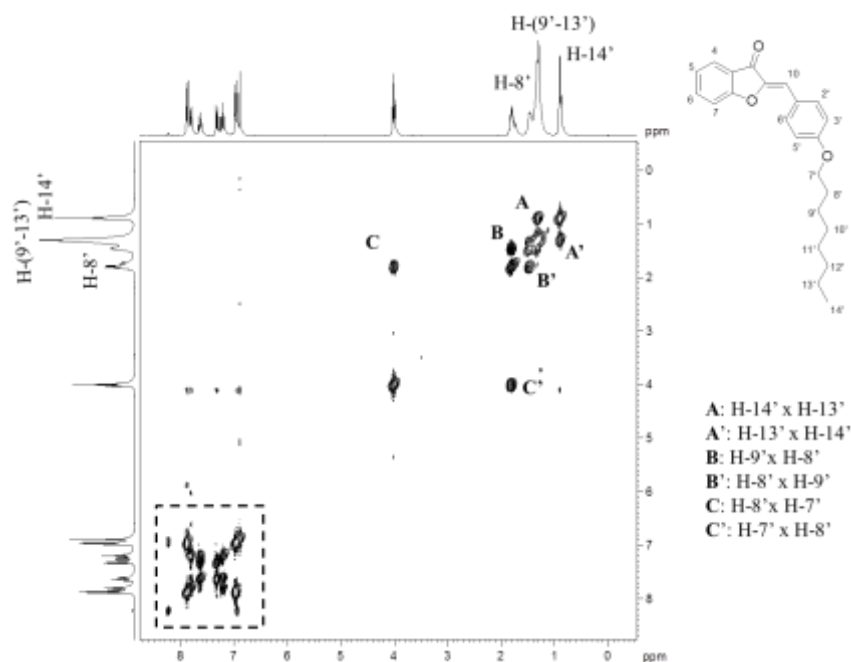 H-(9'-13')
H-14'
H-8'
ppm
H-14'
H-(9'-13')
H-8'
A
B
C
A'
B'
C'
0
1
2
3
4
5
6
7
8
ppm
8 7 6 5 4 3 2 1 0
O
4
5
6
7
O
10
2'
3'
6'
5'
O
7'
8'
9'
10'
11'
12'
13'
14'
A: H-14' x H-13'
A': H-13' x H-14'
B: H-9'x H-8'
B': H-8' x H-9'
C: H-8'x H-7'
C': H-7' x H-8'